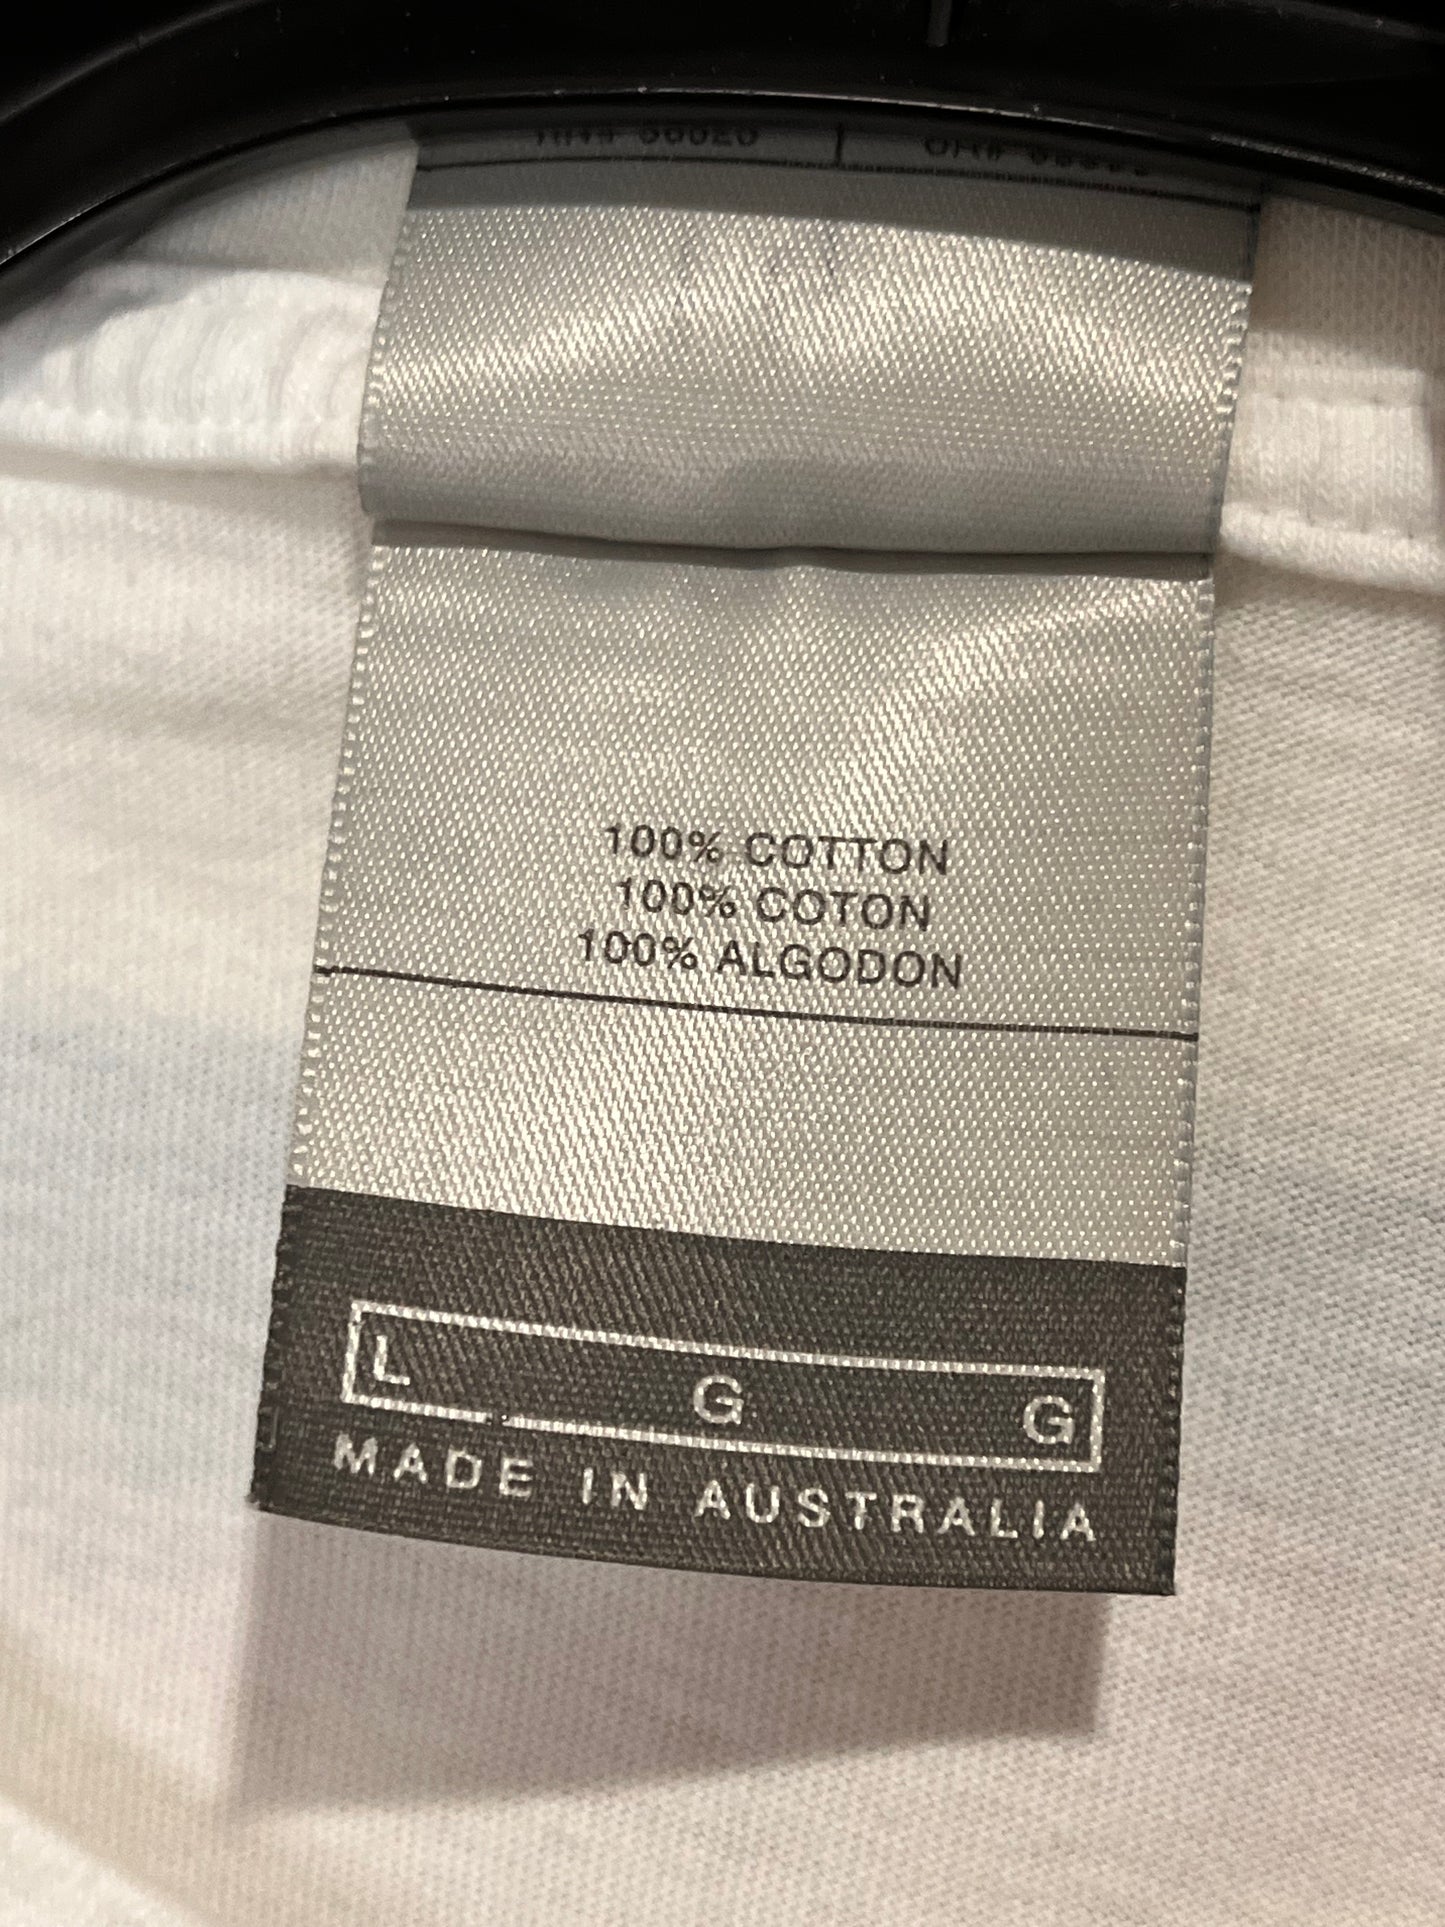 100% COTTON
100% COTON
100% ALGODON
L G G
MADE IN AUSTRALIA